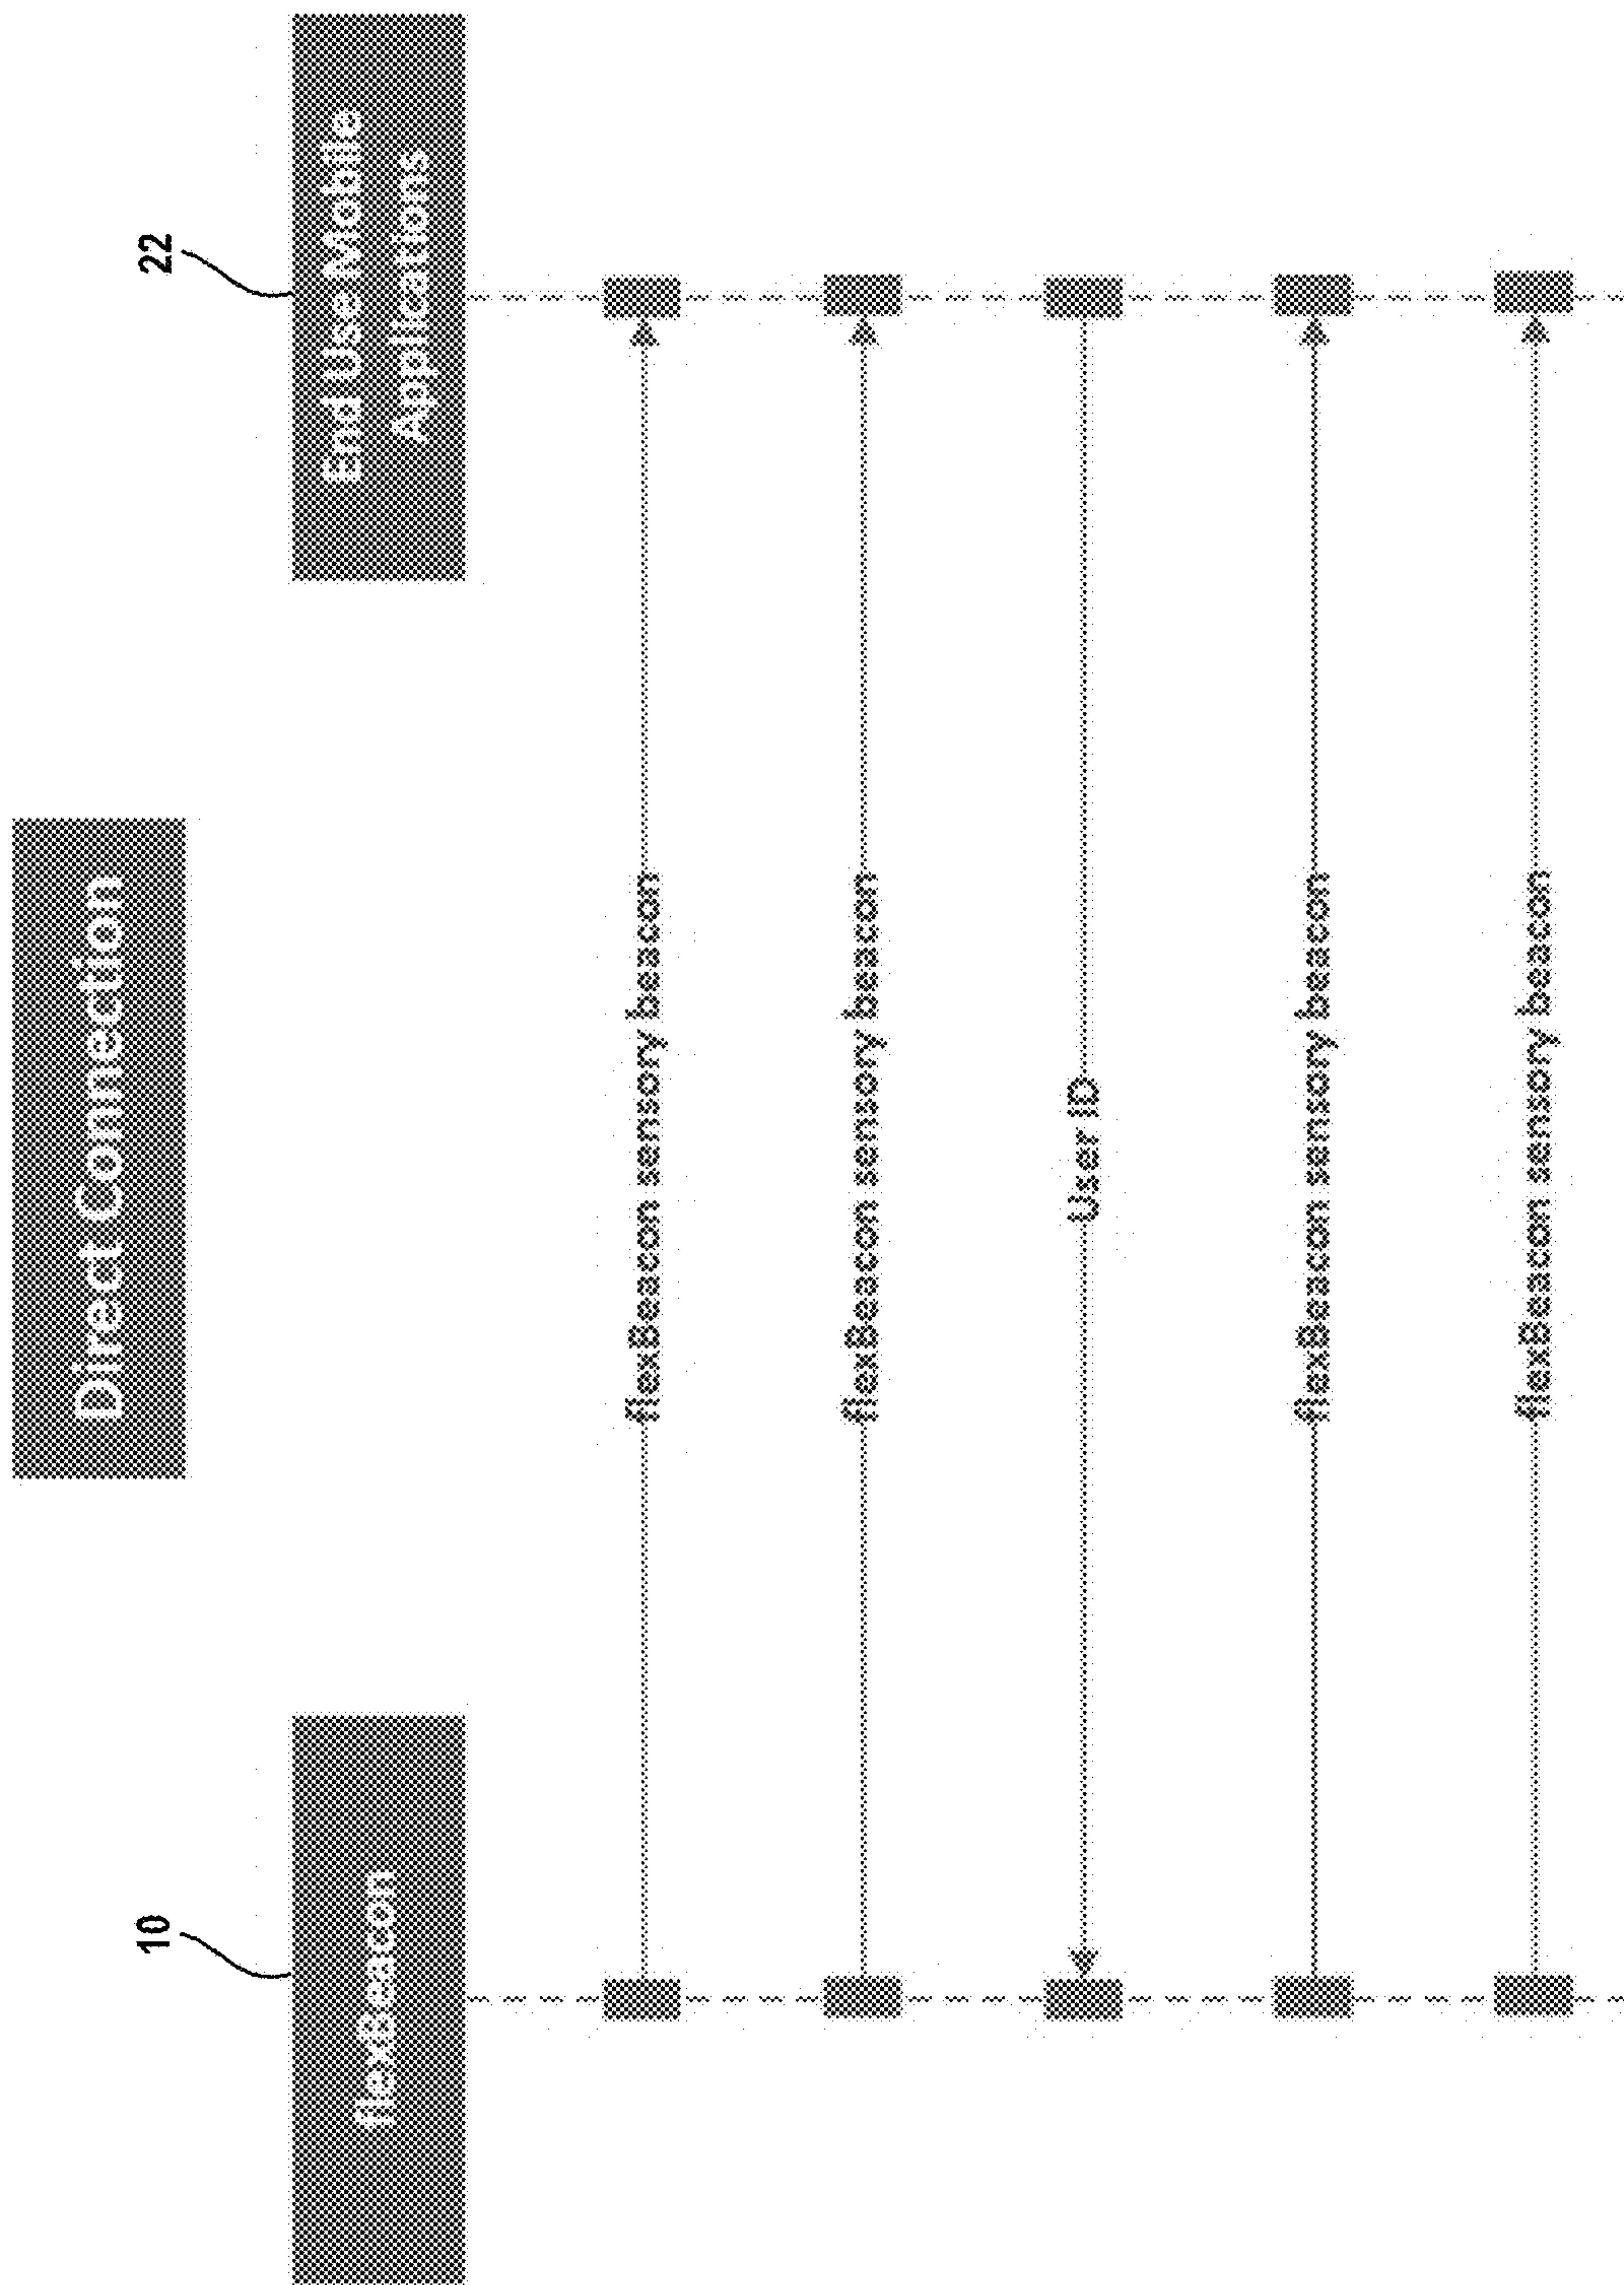 Direct Connection
10
22
flexBeacon
End Use Mobile
Applications
flexBeacon sensory beacon
flexBeacon sensory beacon
User ID
flexBeacon sensory beacon
flexBeacon sensory beacon